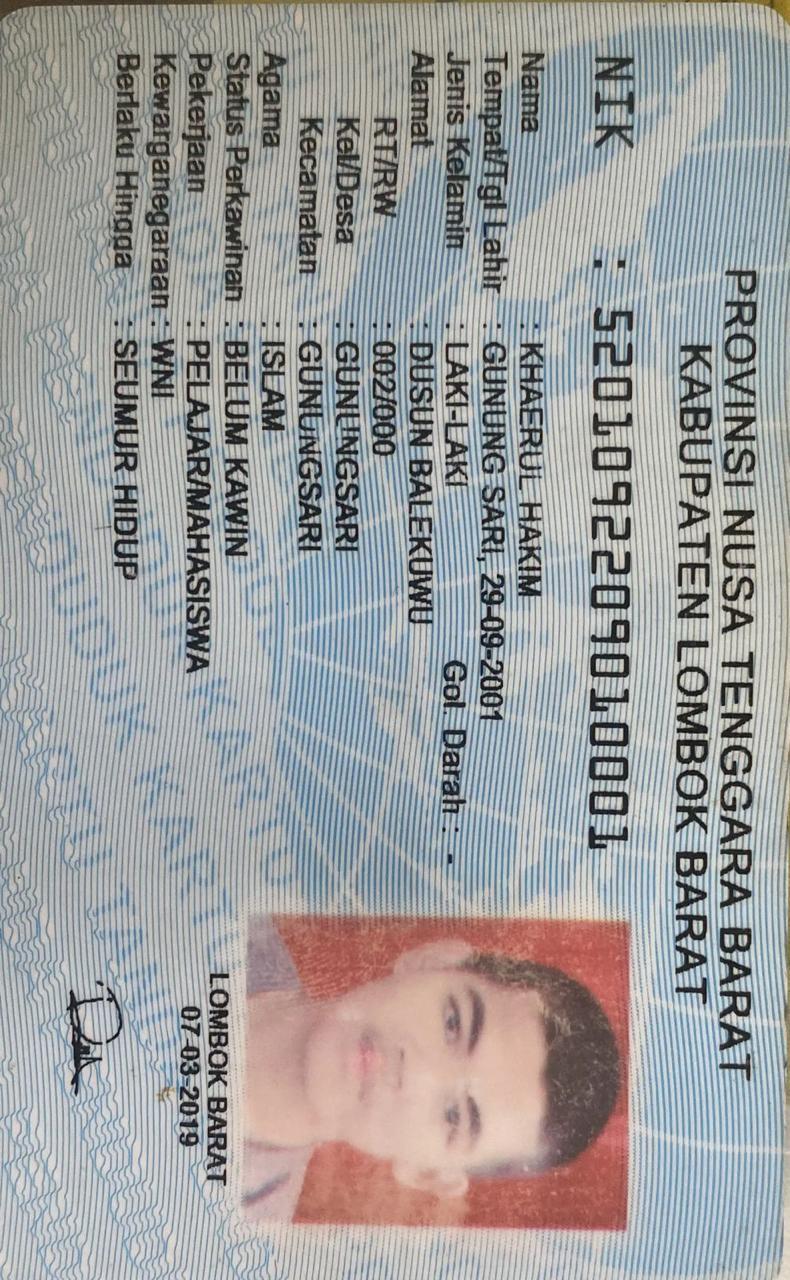 PROVINSI NUSA TENGGARA BARAT
KABUPATEN LOMBOK BARAT
NIK : 5201092209010001
Nama : KHAERUL HAKIM
Tempat/Tgl Lahir : GUNUNG SARI, 29-09-2001
Jenis Kelamin : LAKI-LAKI Gol. Darah : -
Alamat : DUSUN BALEKUWU
RT/RW : 002/000
Kel/Desa : GUNUNGSARI
Kecamatan : GUNUNGSARI
Agama : ISLAM
Status Perkawinan : BELUM KAWIN
Pekerjaan : PELAJAR/MAHASISWA
Kewarganegaraan : WNI
Berlaku Hingga : SEUMUR HIDUP
LOMBOK BARAT
07-03-2019